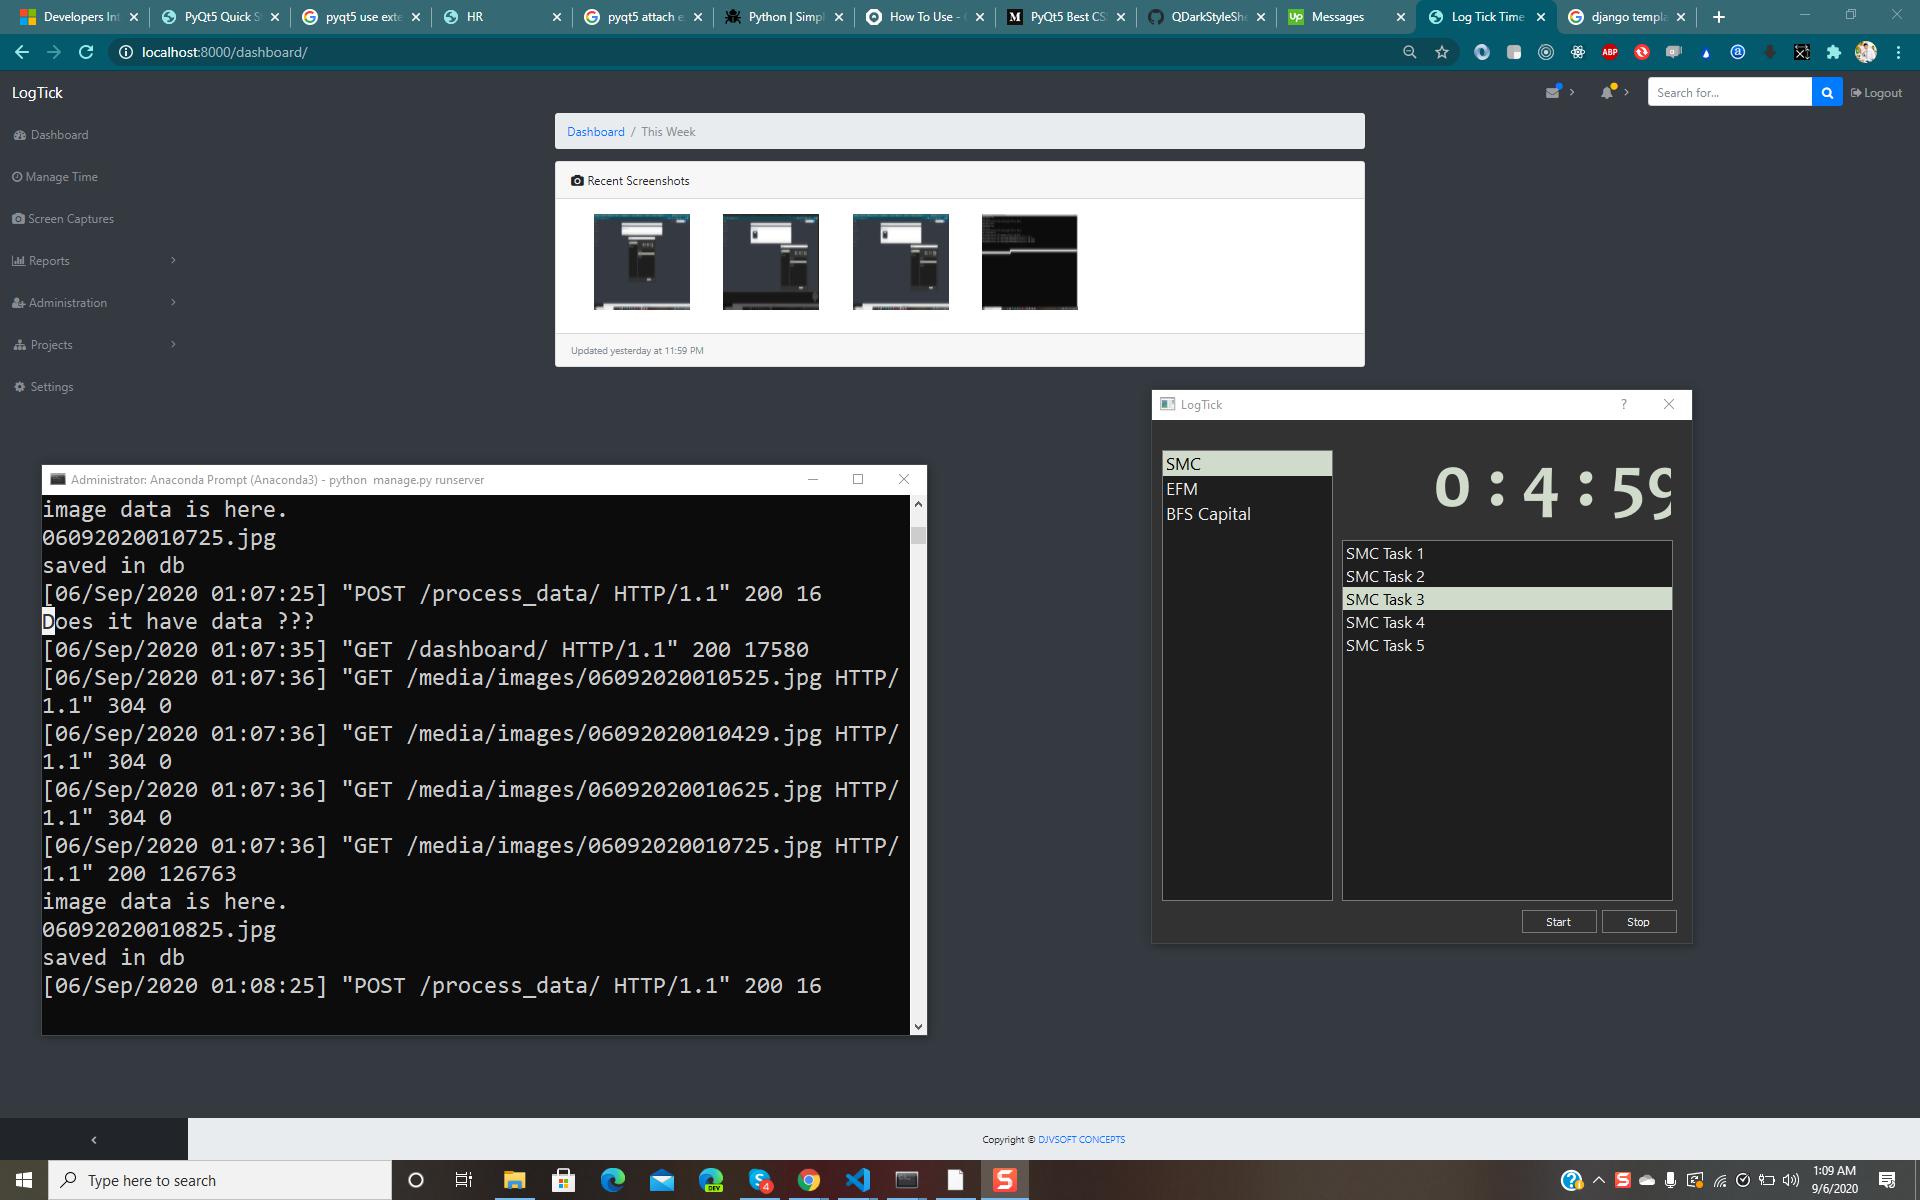 Developers Int
PyQt5 Quick S
pyqt5 use exte
HR
pyqt5 attach e
Python | Simpl
How To Use -
PyQt5 Best CS
QDarkStyleShe
Messages
Log Tick Time
django templa
localhost:8000/dashboard/
LogTick
Search for...
Logout
Dashboard
Manage Time
Screen Captures
Reports
Administration
Projects
Settings
Dashboard / This Week
Recent Screenshots
Updated yesterday at 11:59 PM
Administrator: Anaconda Prompt (Anaconda3) - python manage.py runserver
image data is here.
06092020010725.jpg
saved in db
[06/Sep/2020 01:07:25] "POST /process_data/ HTTP/1.1" 200 16
Does it have data ???
[06/Sep/2020 01:07:35] "GET /dashboard/ HTTP/1.1" 200 17580
[06/Sep/2020 01:07:36] "GET /media/images/06092020010525.jpg HTTP/
1.1" 304 0
[06/Sep/2020 01:07:36] "GET /media/images/06092020010429.jpg HTTP/
1.1" 304 0
[06/Sep/2020 01:07:36] "GET /media/images/06092020010625.jpg HTTP/
1.1" 304 0
[06/Sep/2020 01:07:36] "GET /media/images/06092020010725.jpg HTTP/
1.1" 200 126763
image data is here.
06092020010825.jpg
saved in db
[06/Sep/2020 01:08:25] "POST /process_data/ HTTP/1.1" 200 16
LogTick
?
SMC
EFM
BFS Capital
0:4:59
SMC Task 1
SMC Task 2
SMC Task 3
SMC Task 4
SMC Task 5
Start
Stop
Copyright © DJVSOFT CONCEPTS
Type here to search
1:09 AM
9/6/2020